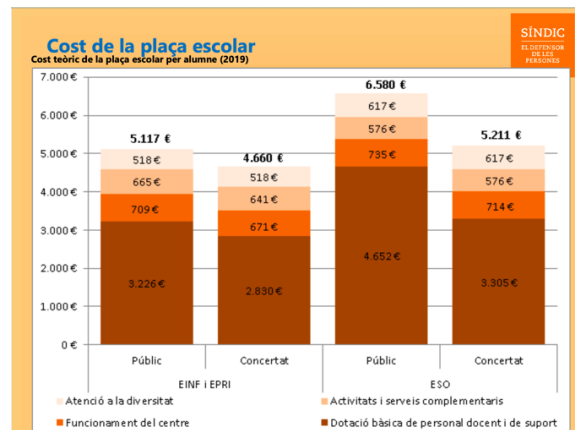 Cost de la plaça escolar
Cost teòric de la plaça escolar per alumne (2019)
SÍNDIC
EL DEFENSOR
DE LES
PERSONES
7.000 €
6.000 €
5.000 €
4.000 €
3.000 €
2.000 €
1.000 €
0 €
5.117 €
518 €
665 €
709 €
3.226 €
4.660 €
518 €
641 €
671 €
2.830 €
6.580 €
617 €
576 €
735 €
4.652 €
5.211 €
617 €
576 €
714 €
3.305 €
Públic Concertat Públic Concertat
EINF i EPRI ESO
Atenció a la diversitat Activitats i serveis complementaris
Funcionament del centre Dotació bàsica de personal docent i de suport